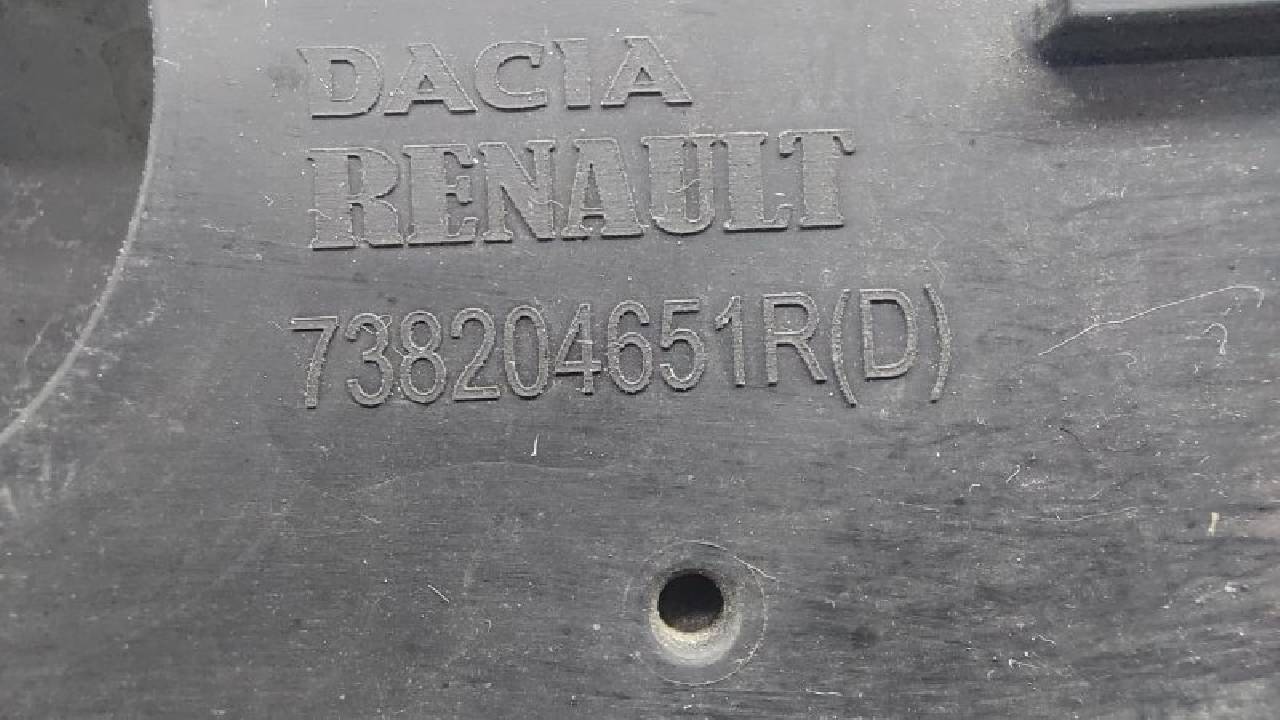 DACIA
RENAULT
738204651R(D)